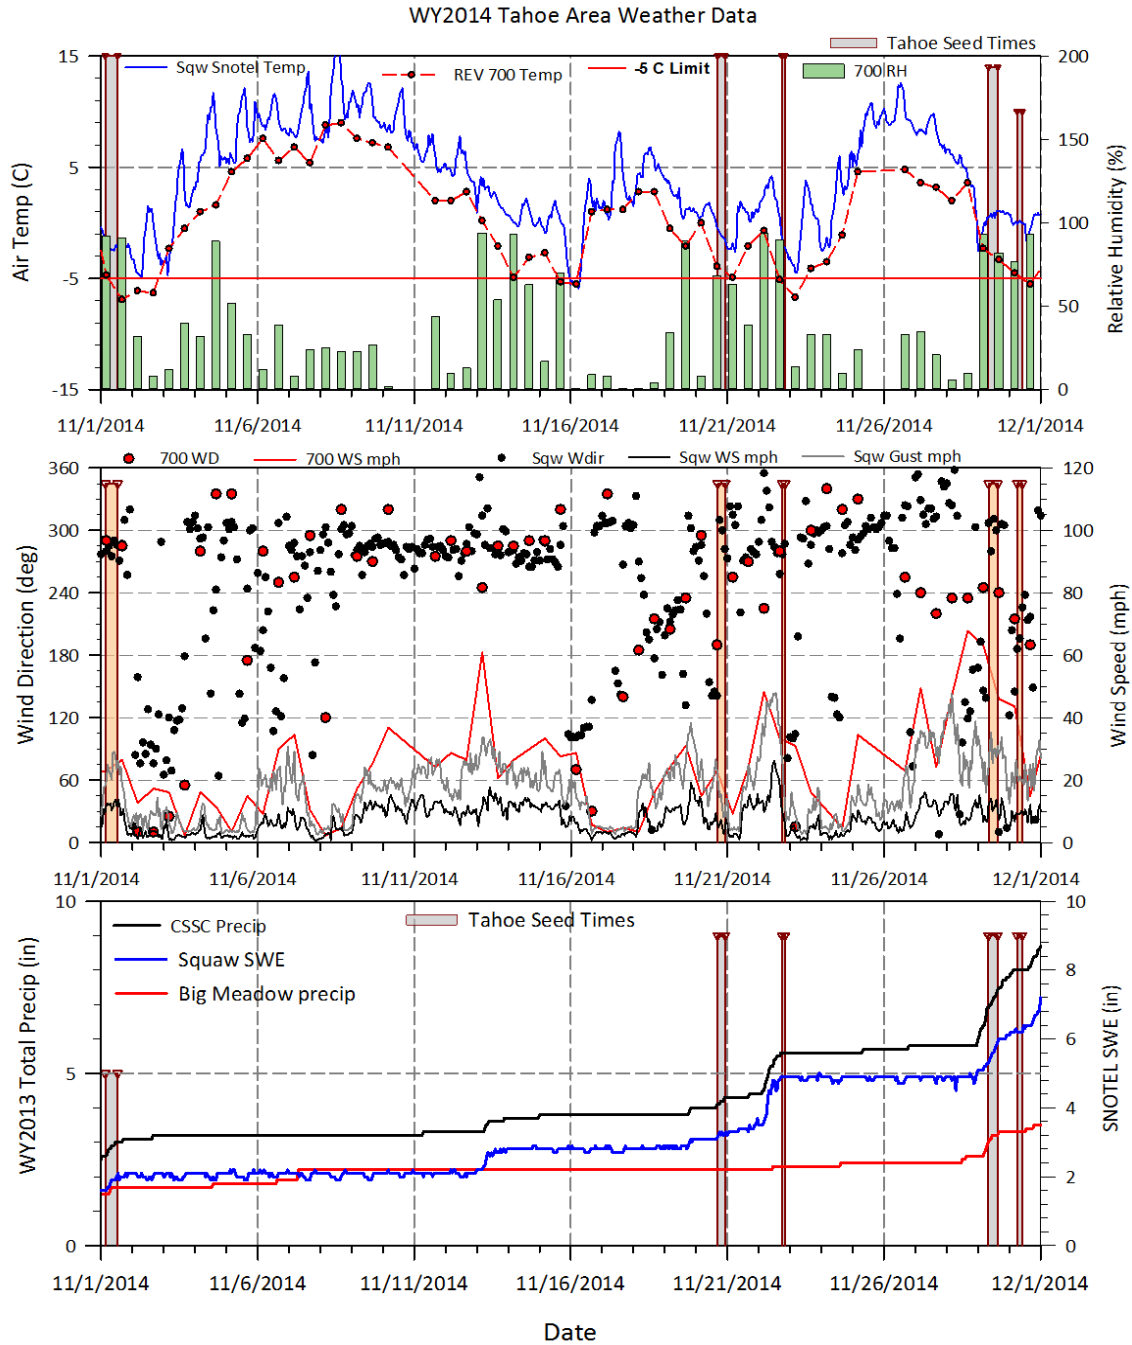 WY2014 Tahoe Area Weather Data
Tahoe Seed Times
Sqw Snotel Temp
REV 700 Temp
-5 C Limit
700 RH
15
5
-5
-15
Air Temp (C)
200
150
100
50
0
Relative Humidity (%)
11/1/2014 11/6/2014 11/11/2014 11/16/2014 11/21/2014 11/26/2014 12/1/2014
700 WD
700 WS mph
Sqw Wdir
Sqw WS mph
Sqw Gust mph
360
300
240
180
120
60
0
Wind Direction (deg)
120
100
80
60
40
20
0
Wind Speed (mph)
11/1/2014 11/6/2014 11/11/2014 11/16/2014 11/21/2014 11/26/2014 12/1/2014
CSSC Precip
Squaw SWE
Big Meadow precip
Tahoe Seed Times
10
5
0
WY2013 Total Precip (in)
10
8
6
4
2
0
SNOTEL SWE (in)
11/1/2014 11/6/2014 11/11/2014 11/16/2014 11/21/2014 11/26/2014 12/1/2014
Date